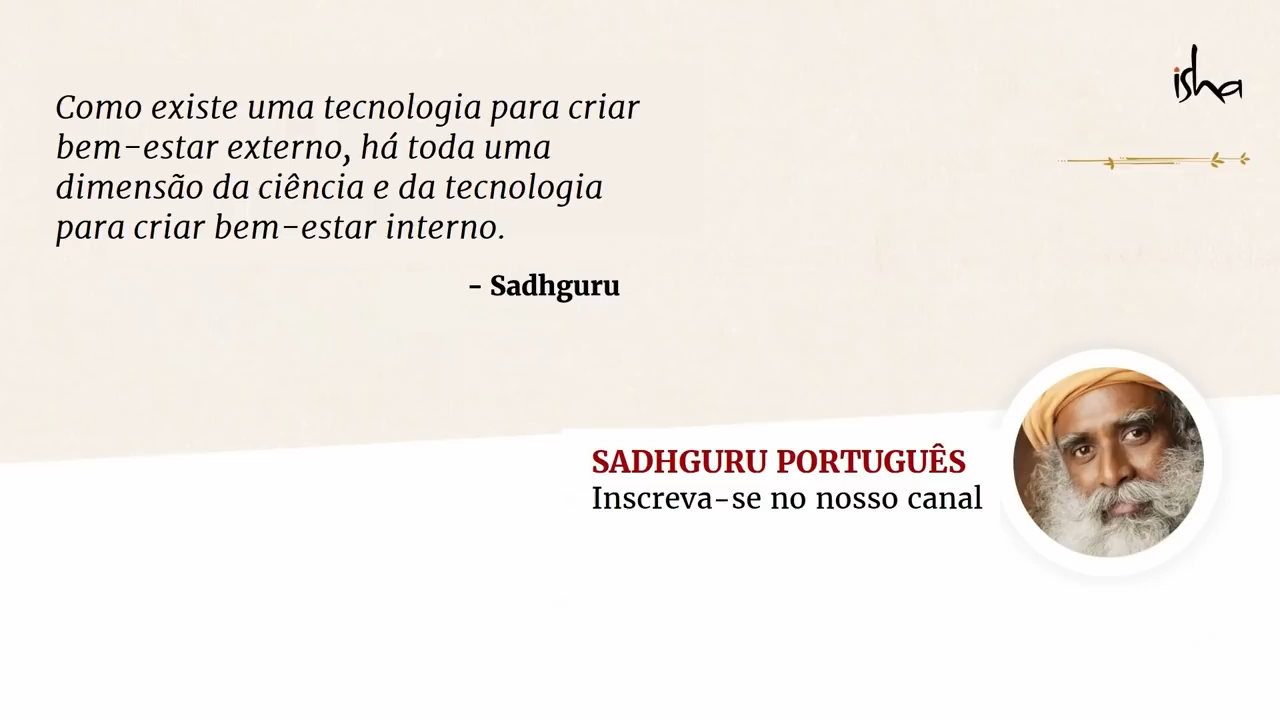 Como existe uma tecnologia para criar
bem-estar externo, há toda uma
dimensão da ciência e da tecnologia
para criar bem-estar interno.
- Sadhguru
isha
SADHGURU PORTUGUÊS
Inscreva-se no nosso canal